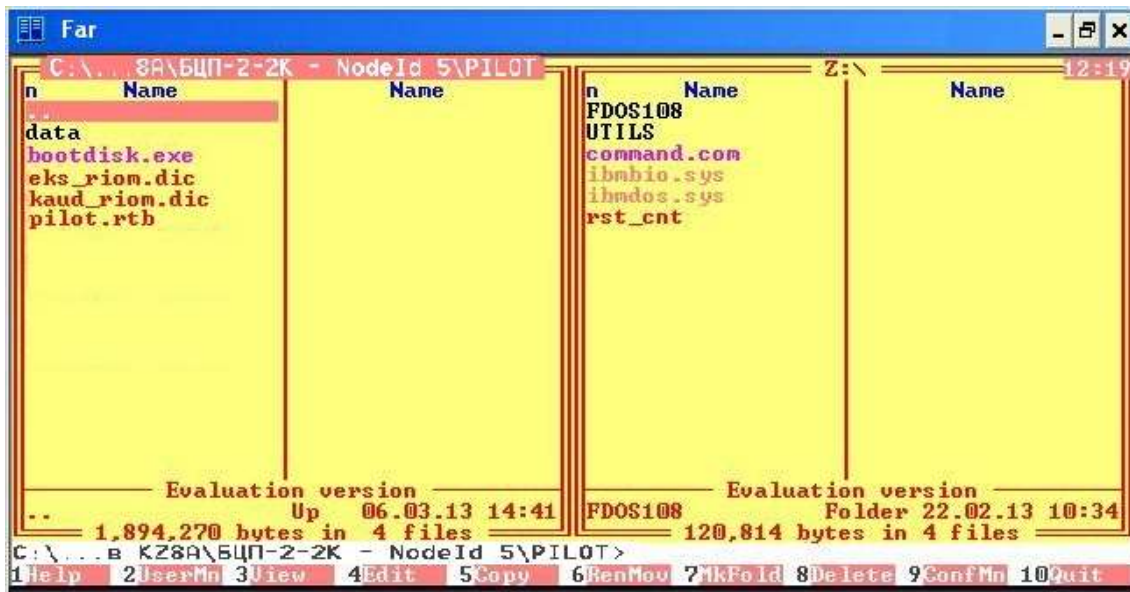 Far
C:\....8A\БЦП-2-2K - NodeId 5\PILOT
n Name Name
..
data
bootdisk.exe
eks_riom.dic
kaud_riom.dic
pilot.rtb
Evaluation version
.. Up 06.03.13 14:41
1,894,270 bytes in 4 files
Z:\ 12:19
n Name Name
FDOS108
UTILS
command.com
ibmbio.sys
ibmdos.sys
rst_cnt
Evaluation version
FDOS108 Folder 22.02.13 10:34
120,814 bytes in 4 files
C:\...в KZ8A\БЦП-2-2K - NodeId 5\PILOT>
1Help 2UserMn 3View 4Edit 5Copy 6RenMov 7MkFold 8Delete 9ConfMn 10Quit